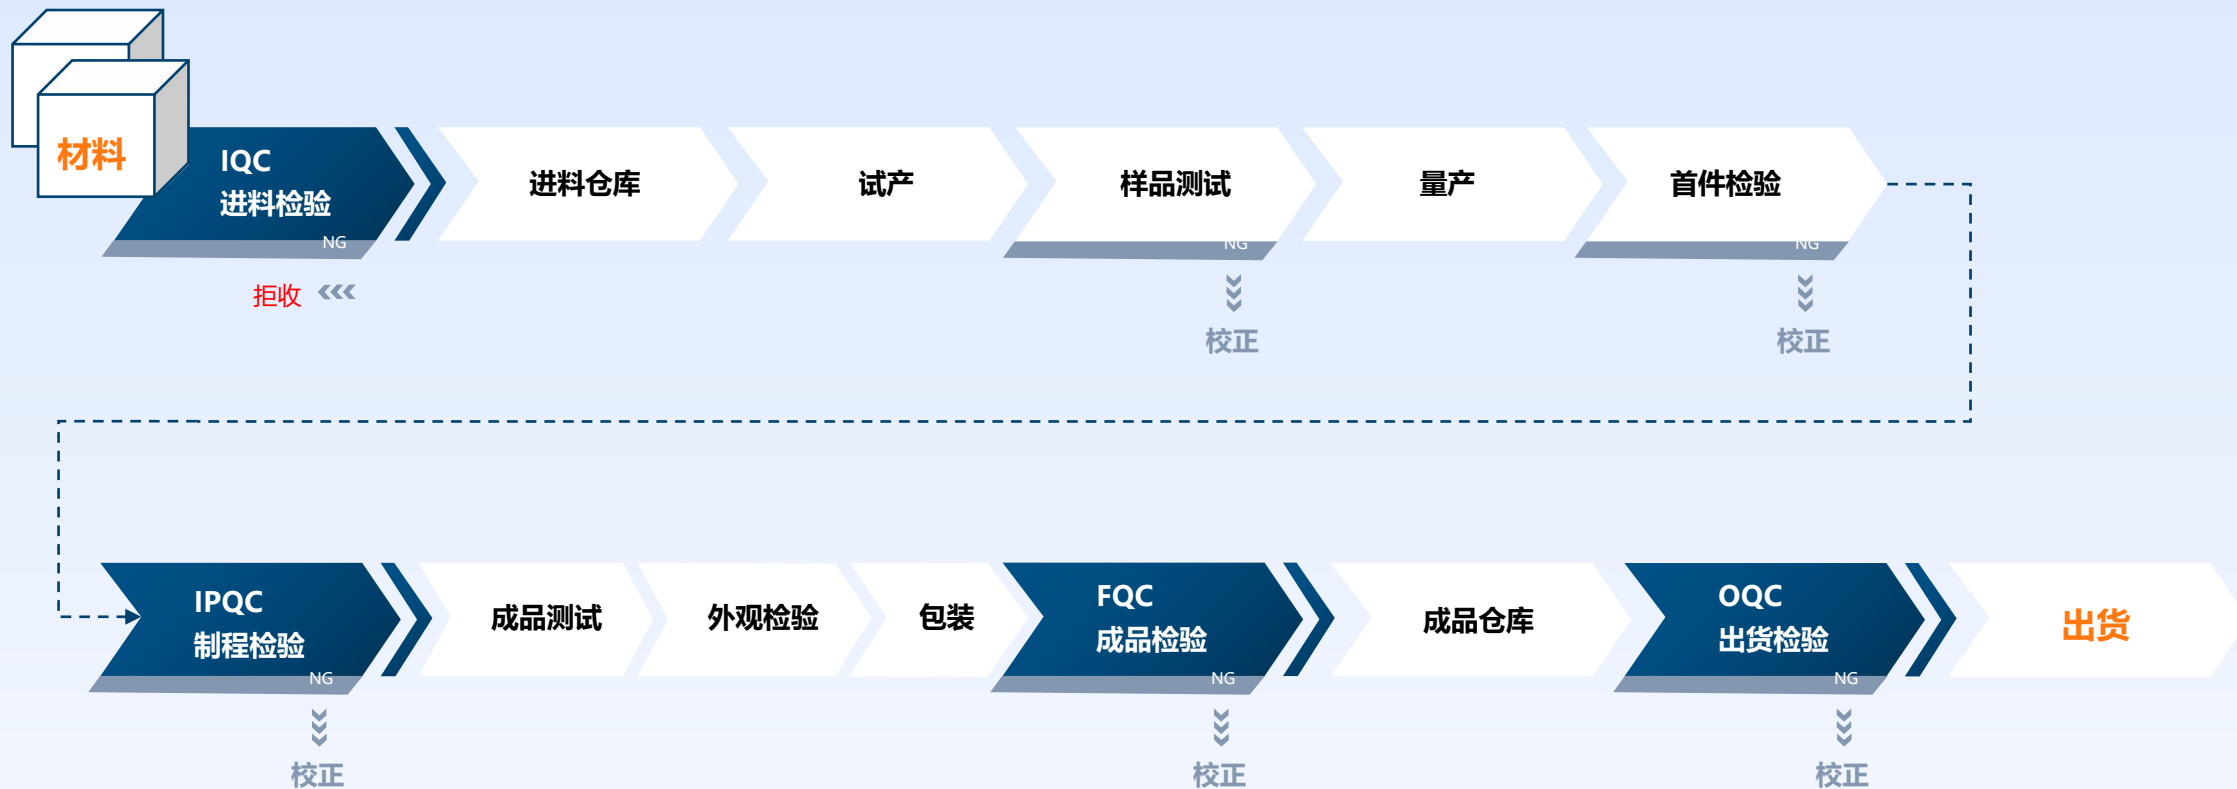 材料
IQC
进料检验
NG
拒收
进料仓库
试产
样品测试
NG
校正
量产
首件检验
NG
校正
IPQC
制程检验
NG
校正
成品测试
外观检验
包装
FQC
成品检验
NG
校正
成品仓库
OQC
出货检验
NG
校正
出货